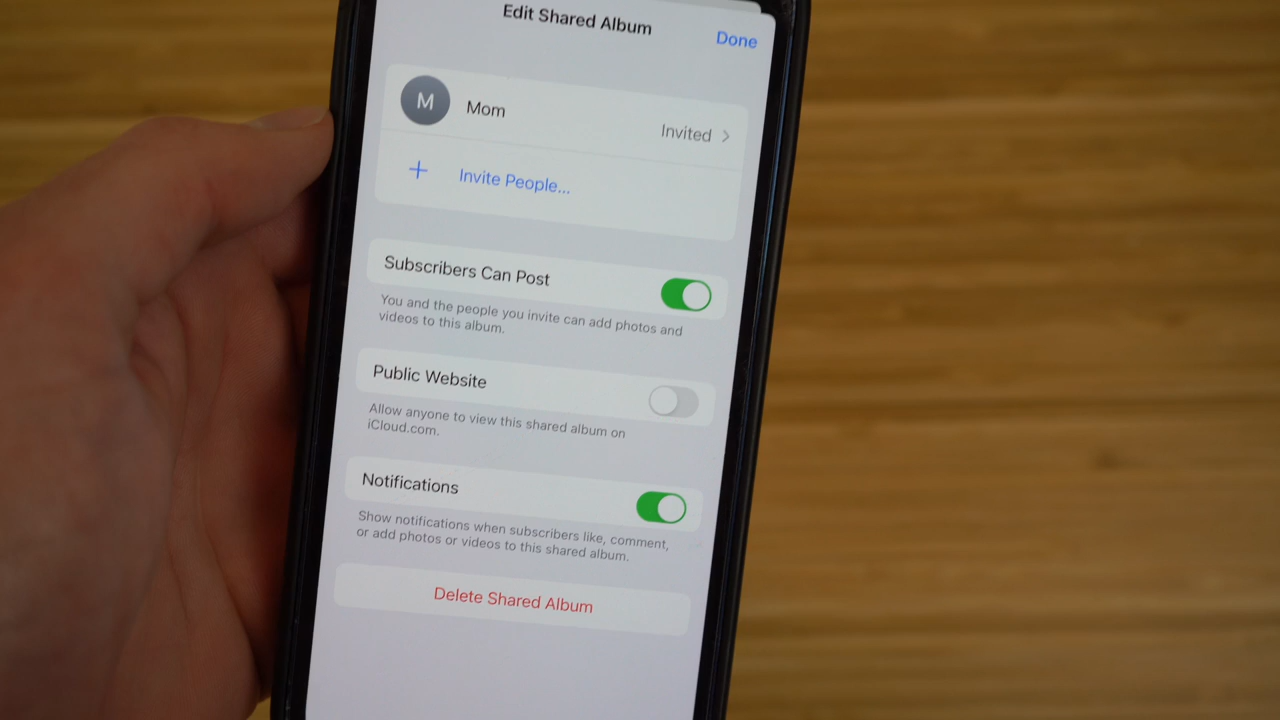 Edit Shared Album
Done
M
Mom
Invited >
+ Invite People...
Subscribers Can Post
You and the people you invite can add photos and
videos to this album.
Public Website
Allow anyone to view this shared album on
iCloud.com.
Notifications
Show notifications when subscribers like, comment,
or add photos or videos to this shared album.
Delete Shared Album